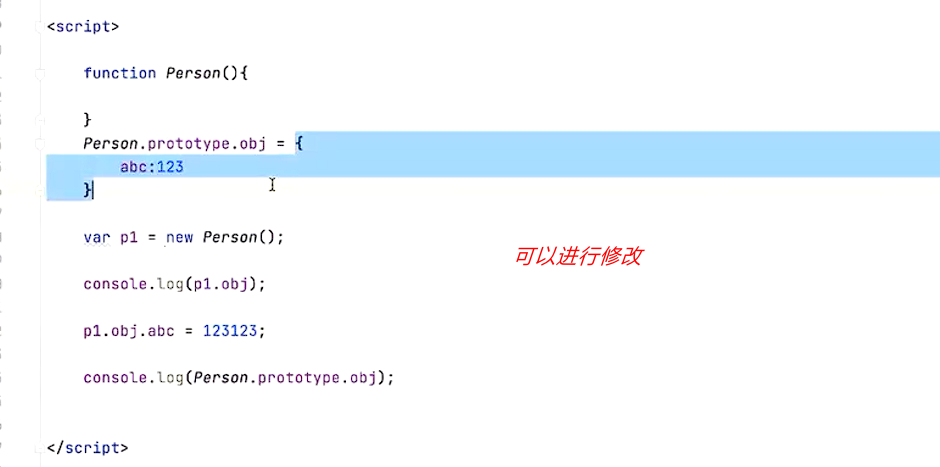 <script>
function Person(){
}
Person.prototype.obj = {
abc:123
}
var p1 = new Person();
可以进行修改
console.log(p1.obj);
p1.obj.abc = 123123;
console.log(Person.prototype.obj);
</script>